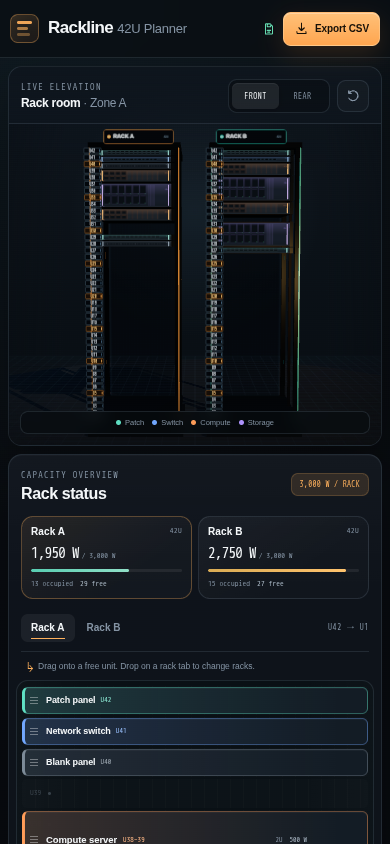 Rackline 42U Planner
Export CSV
LIVE ELEVATION
Rack room · Zone A
FRONT
REAR
RACK A
RACK B
Patch
Switch
Compute
Storage
CAPACITY OVERVIEW
Rack status
3,000 W / RACK
Rack A 42U
1,950 W / 3,000 W
13 occupied 29 free
Rack B 42U
2,750 W / 3,000 W
15 occupied 27 free
Rack A
Rack B
U42 → U1
↳ Drag onto a free unit. Drop on a rack tab to change racks.
Patch panel U42
Network switch U41
Blank panel U40
U39
Compute server U38–39 2U 500 W